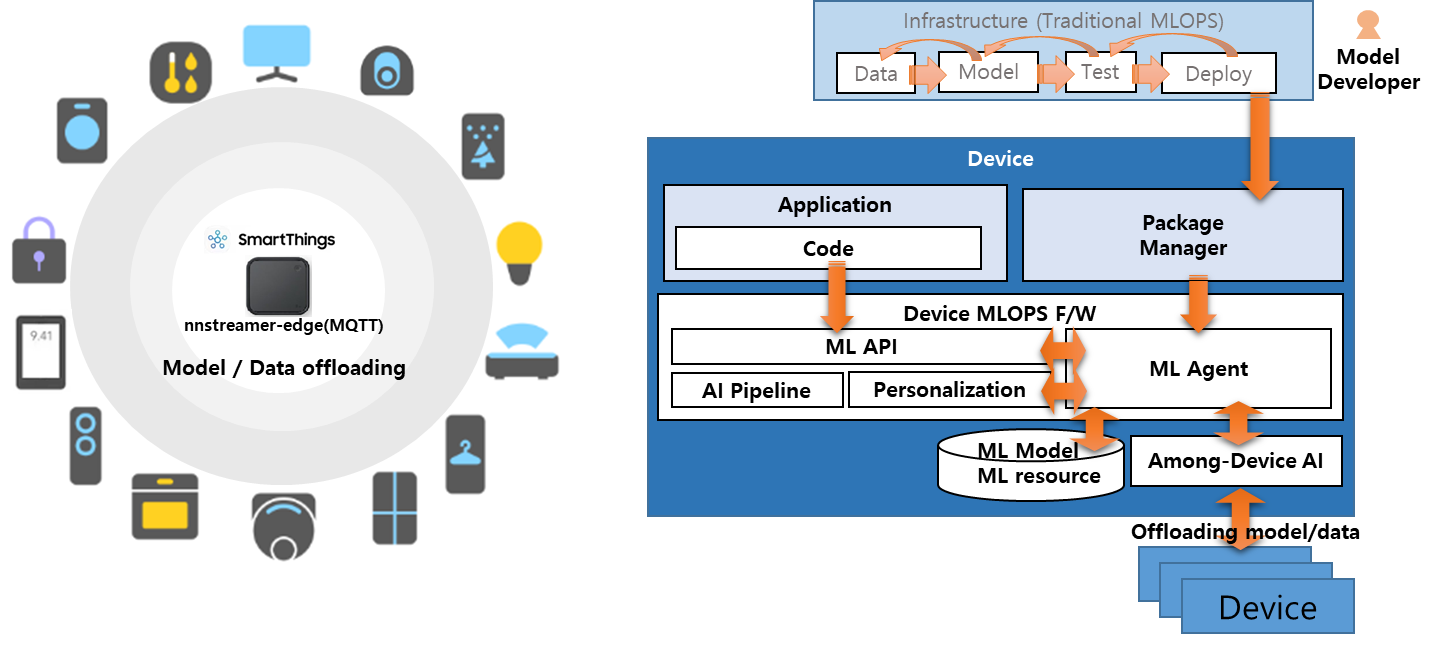 SmartThings
nnstreamer-edge(MQTT)
Model / Data offloading
9.41
Infrastructure (Traditional MLOPS)
Data
Model
Test
Deploy
Model
Developer
Device
Application
Code
Package
Manager
Device MLOPS F/W
ML API
ML Agent
AI Pipeline
Personalization
ML Model
ML resource
Among-Device AI
Offloading model/data
Device